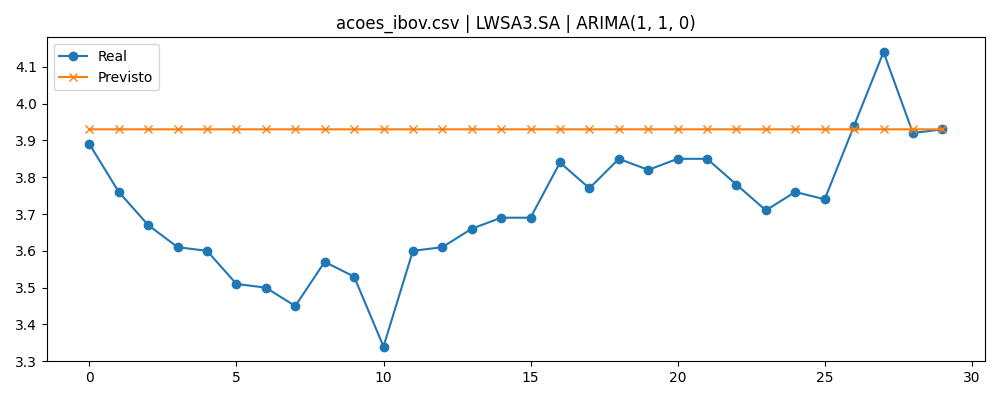 acoes_ibov.csv | LWSA3.SA | ARIMA(1, 1, 0)
Real
Previsto
4.1
4.0
3.9
3.8
3.7
3.6
3.5
3.4
3.3
0 5 10 15 20 25 30